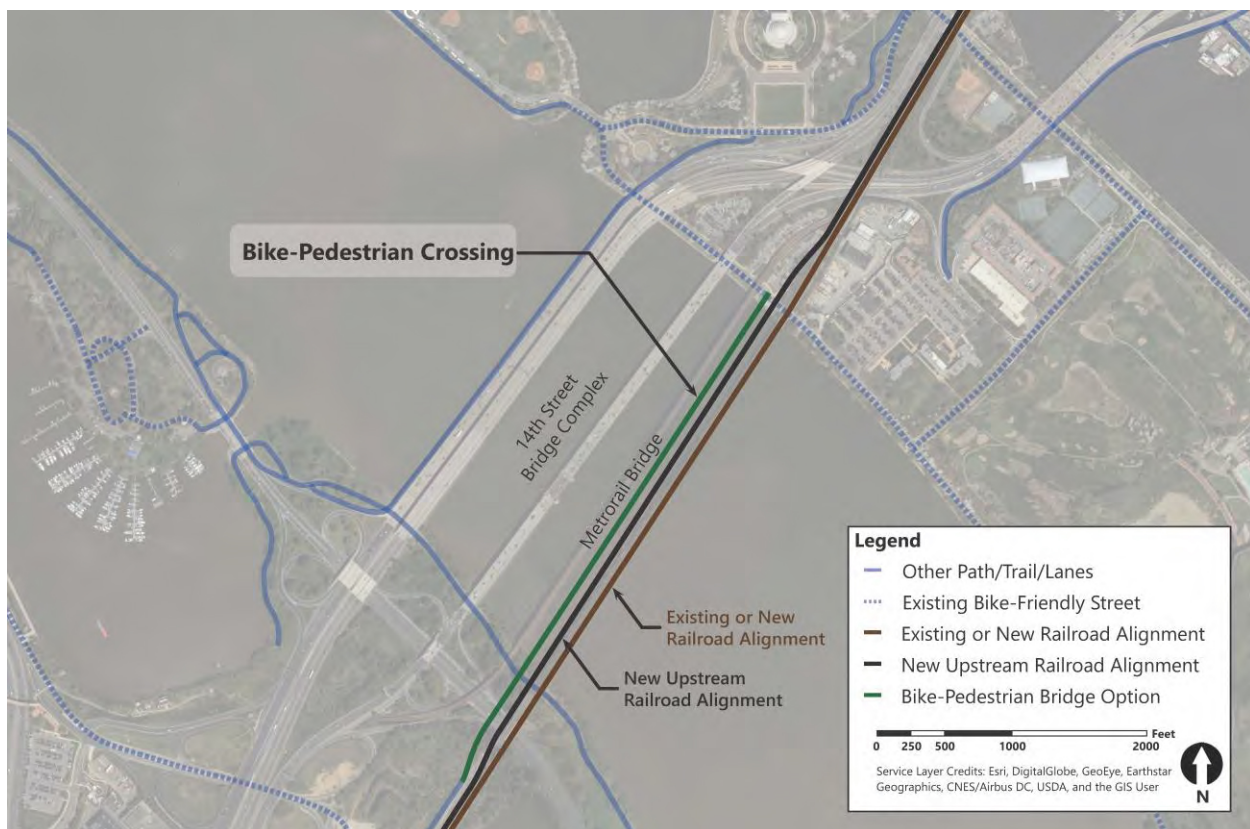 Bike-Pedestrian Crossing
14th Street
Bridge Complex
Metrorail Bridge
Existing or New
Railroad Alignment
New Upstream
Railroad Alignment
Legend
Other Path/Trail/Lanes
Existing Bike-Friendly Street
Existing or New Railroad Alignment
New Upstream Railroad Alignment
Bike-Pedestrian Bridge Option
Feet
0 250 500 1000 2000
Service Layer Credits: Esri, DigitalGlobe, GeoEye, Earthstar
Geographics, CNES/Airbus DC, USDA, and the GIS User
N